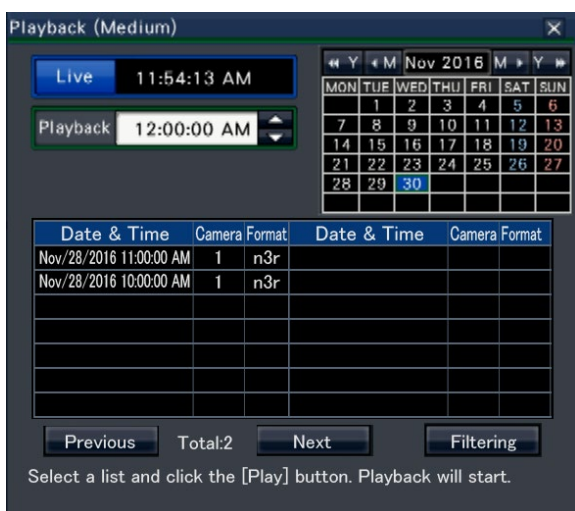 Playback (Medium)
Live 11:54:13 AM
Playback 12:00:00 AM
Y M Nov 2016 M Y
MON TUE WED THU FRI SAT SUN
1 2 3 4 5 6
7 8 9 10 11 12 13
14 15 16 17 18 19 20
21 22 23 24 25 26 27
28 29 30
Date & Time Camera Format Date & Time Camera Format
Nov/28/2016 11:00:00 AM 1 n3r
Nov/28/2016 10:00:00 AM 1 n3r
Previous Total:2 Next Filtering
Select a list and click the [Play] button. Playback will start.